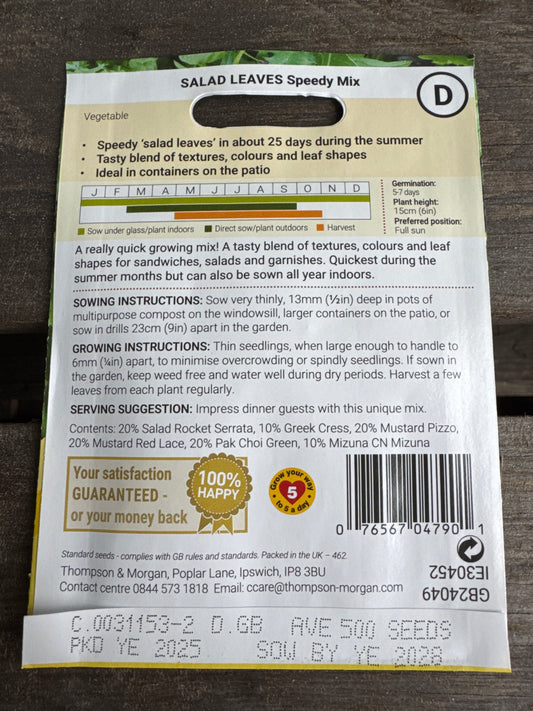 SALAD LEAVES Speedy Mix
D
Vegetable
• Speedy 'salad leaves' in about 25 days during the summer
• Tasty blend of textures, colours and leaf shapes
• Ideal in containers on the patio
J F M A M J J A S O N D
Sow under glass/plant indoors Direct sow/plant outdoors Harvest
Germination:
5-7 days
Plant height:
15cm (6in)
Preferred position:
Full sun
A really quick growing mix! A tasty blend of textures, colours and leaf
shapes for sandwiches, salads and garnishes. Quickest during the
summer months but can also be sown all year indoors.
SOWING INSTRUCTIONS: Sow very thinly, 13mm (½in) deep in pots of
multipurpose compost on the windowsill, larger containers on the patio, or
sow in drills 23cm (9in) apart in the garden.
GROWING INSTRUCTIONS: Thin seedlings, when large enough to handle to
6mm (¼in) apart, to minimise overcrowding or spindly seedlings. If sown in
the garden, keep weed free and water well during dry periods. Harvest a few
leaves from each plant regularly.
SERVING SUGGESTION: Impress dinner guests with this unique mix.
Contents: 20% Salad Rocket Serrata, 10% Greek Cress, 20% Mustard Pizzo,
20% Mustard Red Lace, 20% Pak Choi Green, 10% Mizuna CN Mizuna
Your satisfaction
GUARANTEED -
or your money back
100%
HAPPY
Grow your way
5
to 5 a day
0 76567 04790 1
Standard seeds - complies with GB rules and standards. Packed in the UK – 462.
Thompson & Morgan, Poplar Lane, Ipswich, IP8 3BU
Contact centre 0844 573 1818 Email: ccare@thompson-morgan.com
GB24049
IE30452
C.0031153-2 D.GB AVE 500 SEEDS
PKD YE 2025 SOW BY YE 2028